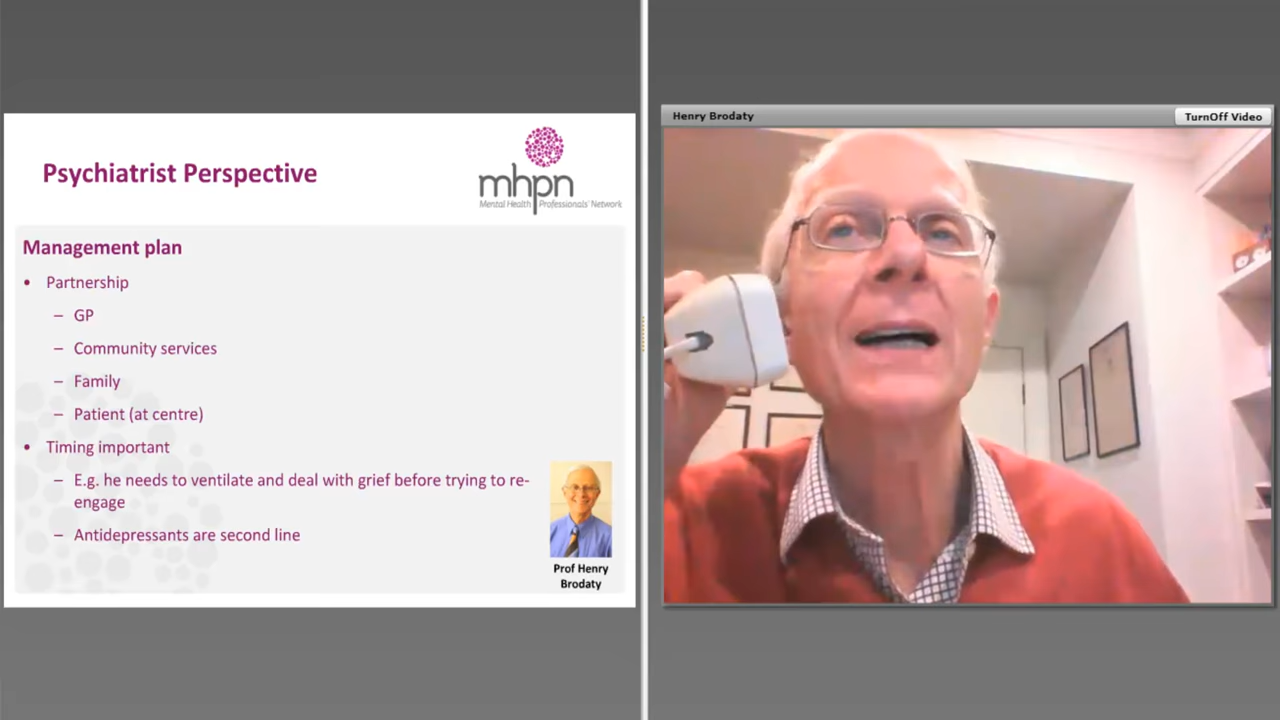 Psychiatrist Perspective
mhpn
Mental Health Professionals' Network
Management plan
• Partnership
– GP
– Community services
– Family
– Patient (at centre)
• Timing important
– E.g. he needs to ventilate and deal with grief before trying to re-
engage
– Antidepressants are second line
Prof Henry
Brodaty
Henry Brodaty
TurnOff Video